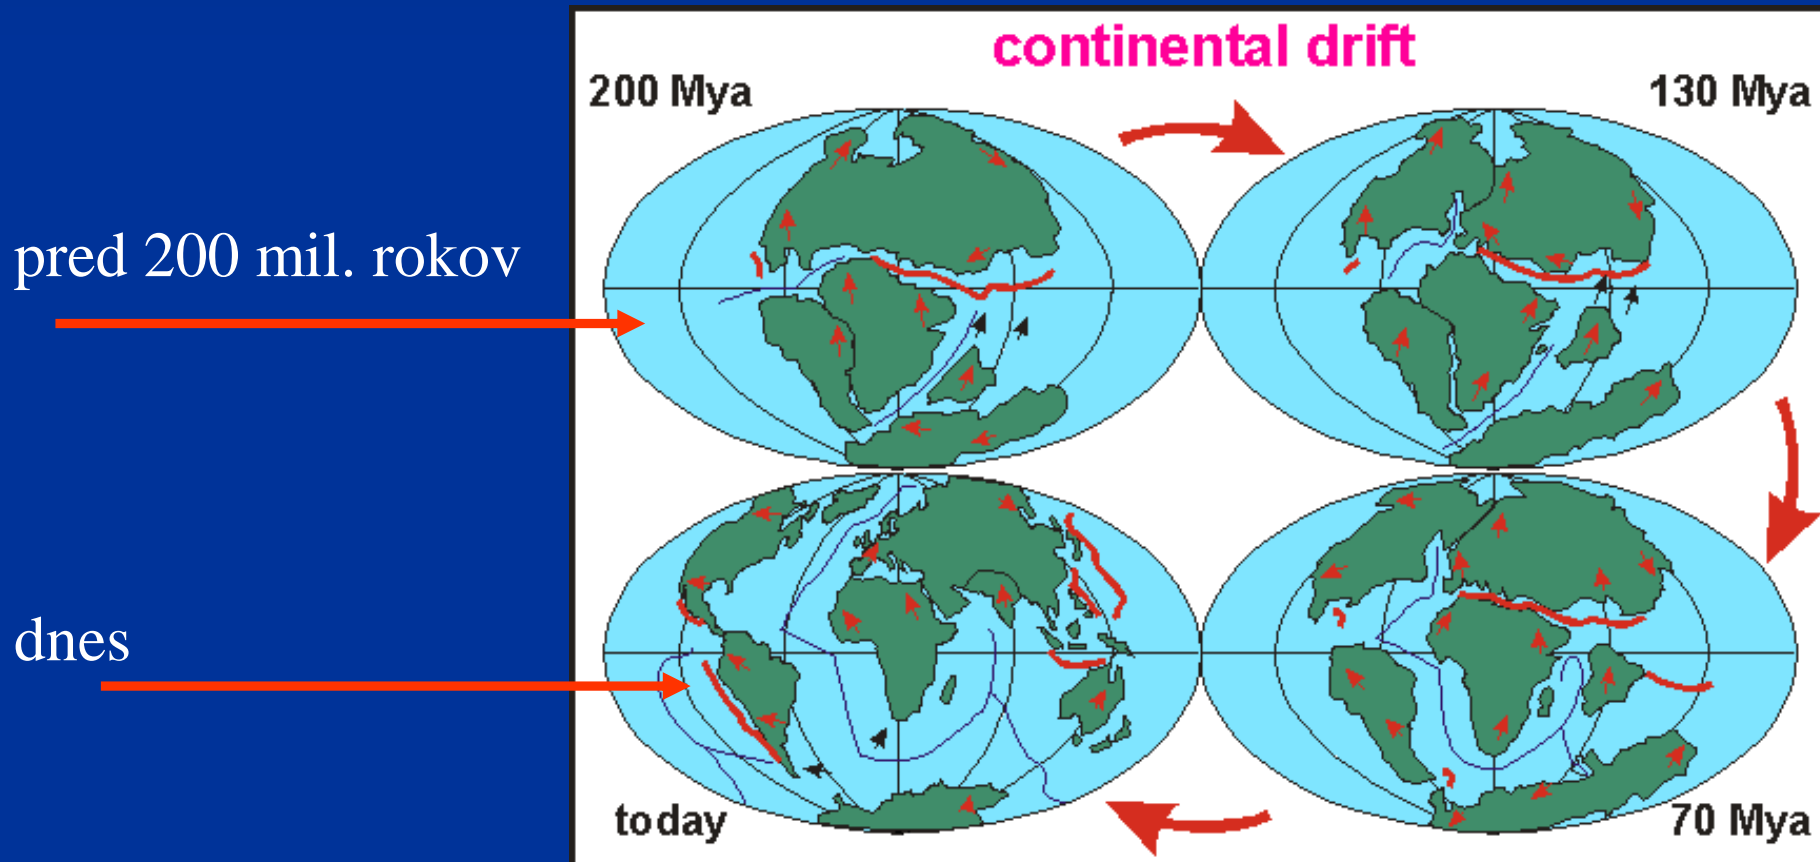 continental drift
200 Mya
130 Mya
pred 200 mil. rokov
dnes
today
70 Mya